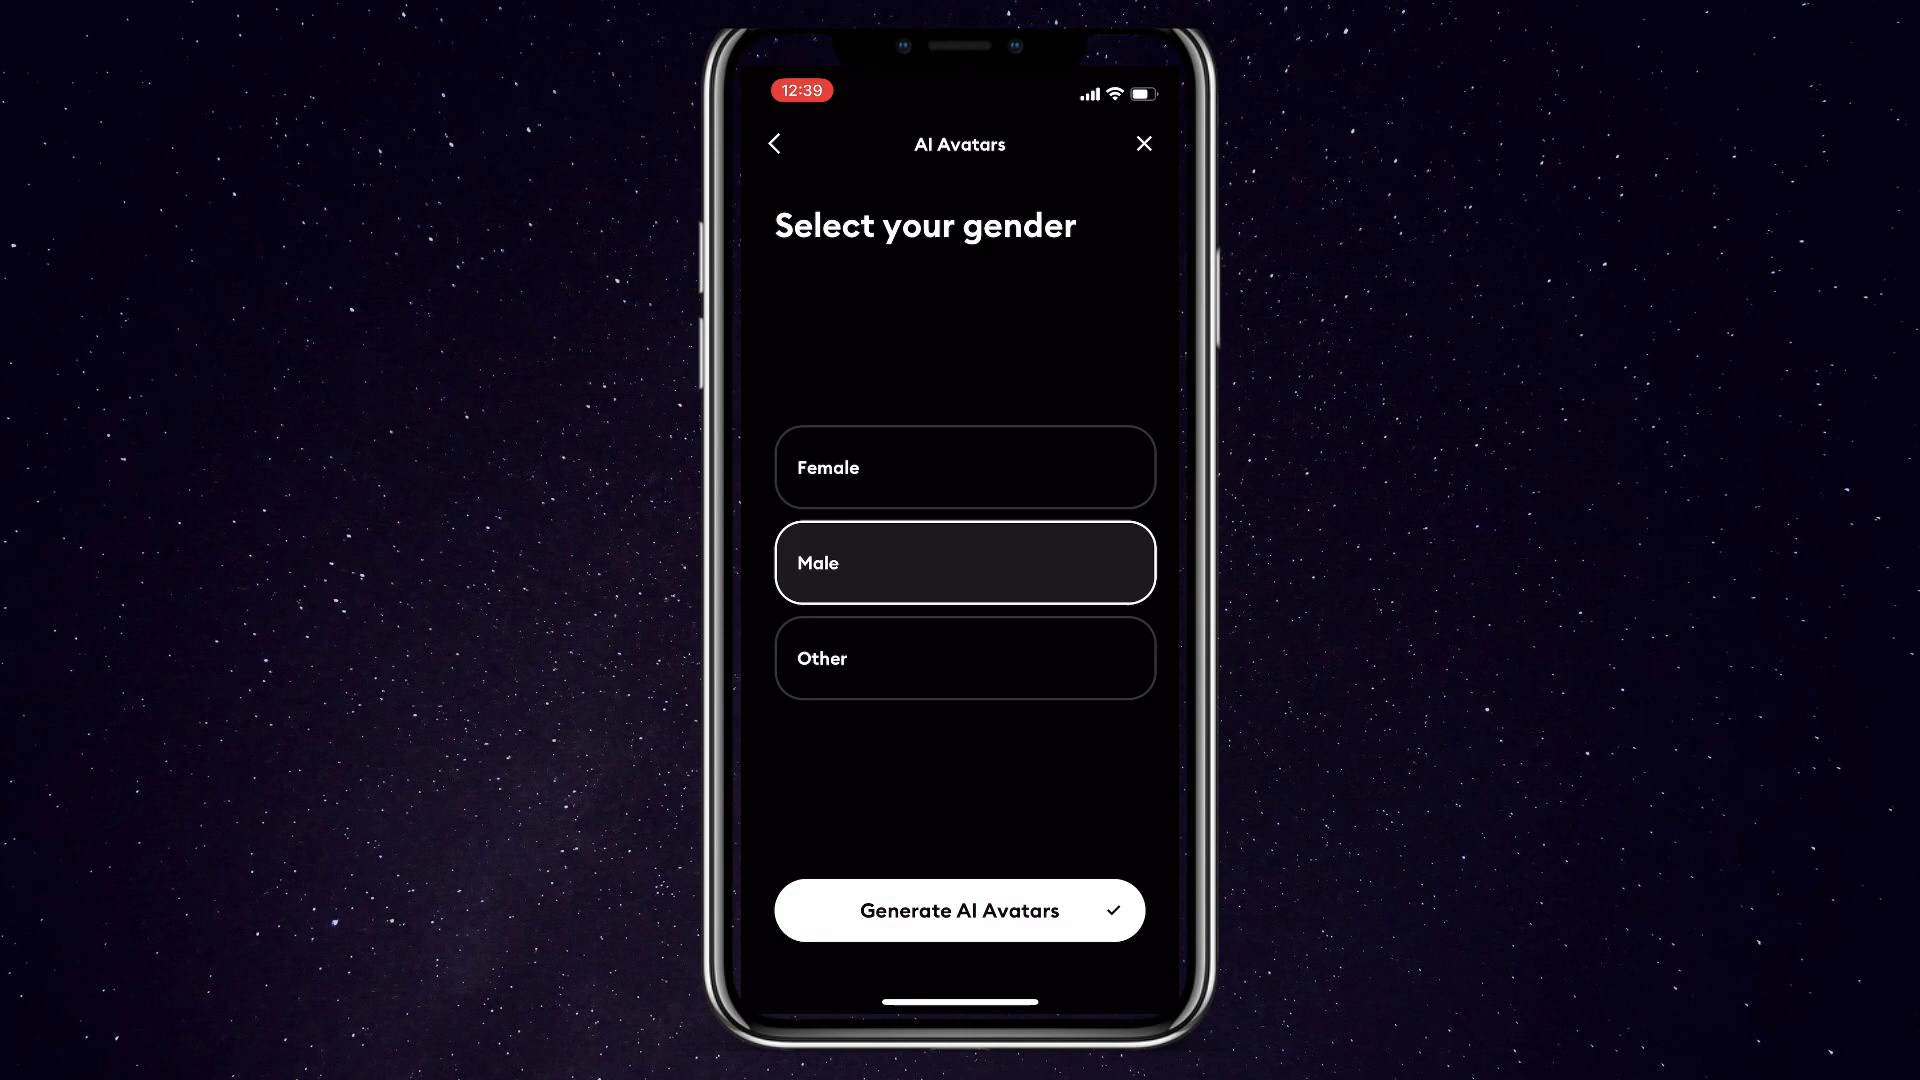 12:39
AI Avatars
Select your gender
Female
Male
Other
Generate AI Avatars